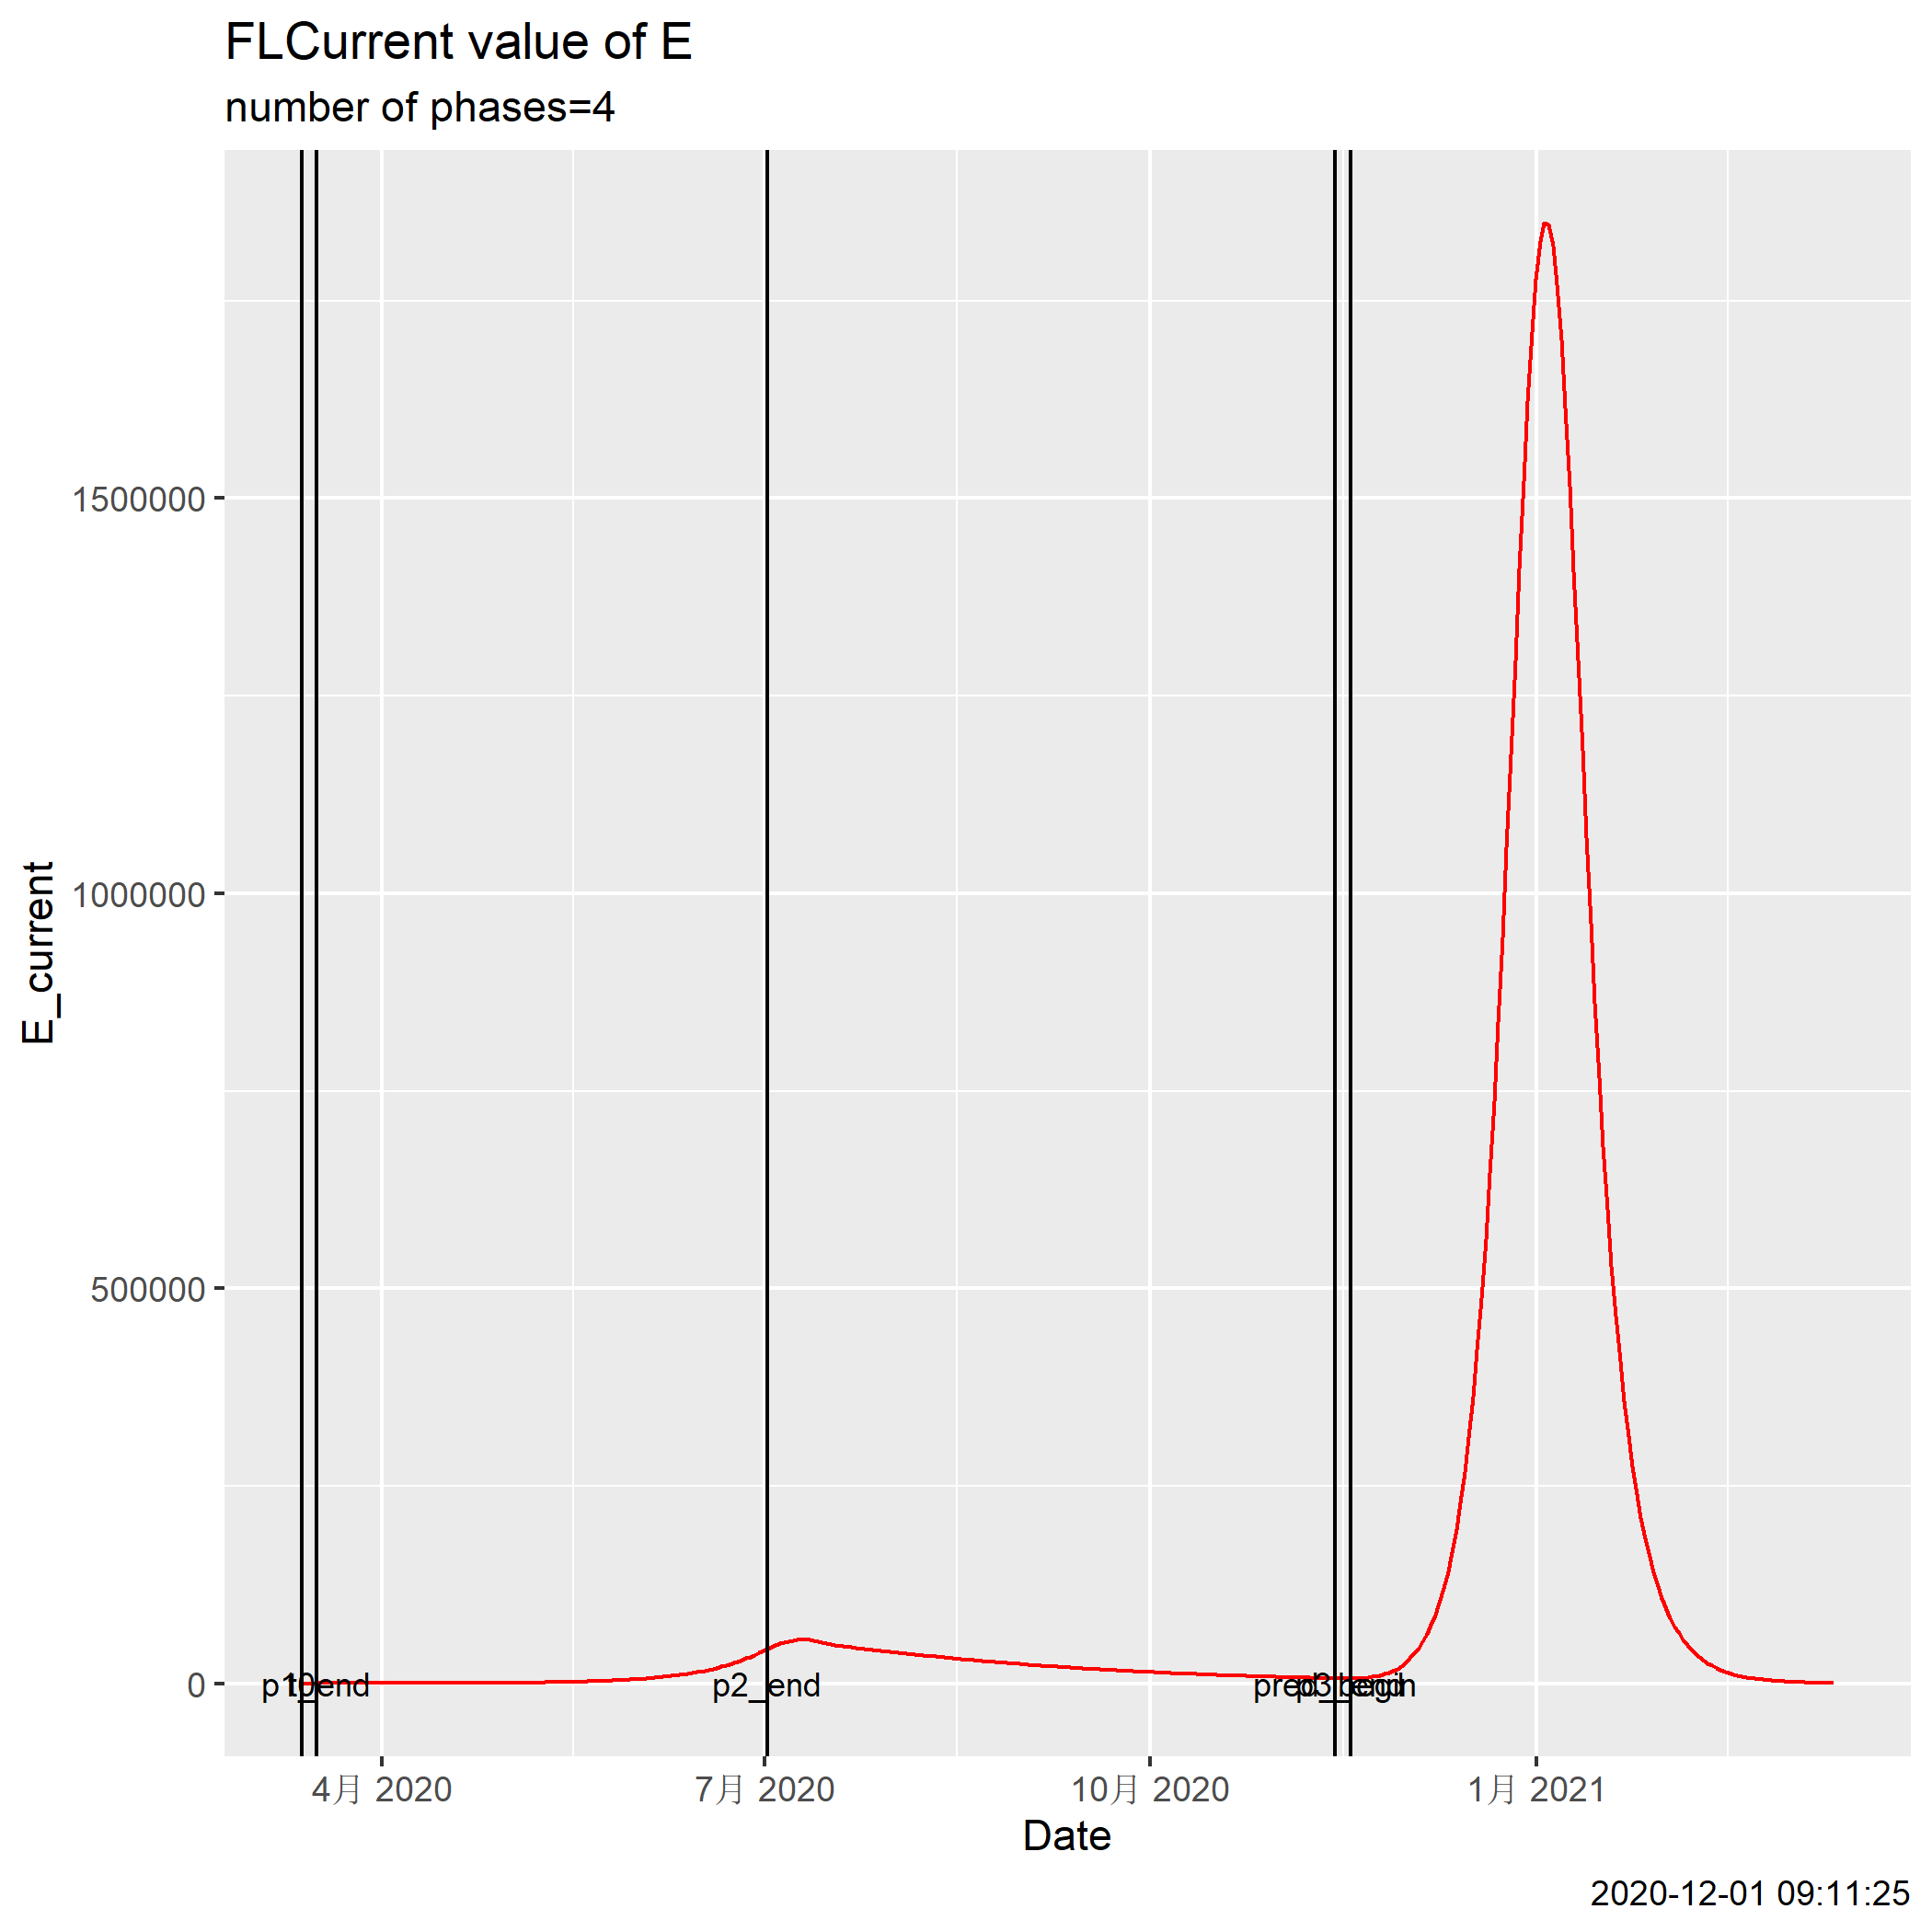 FLCurrent value of E
number of phases=4
E_current
1500000
1000000
500000
0
p2_end
4月 2020
7月 2020
10月 2020
1月 2021
Date
2020-12-01 09:11:25